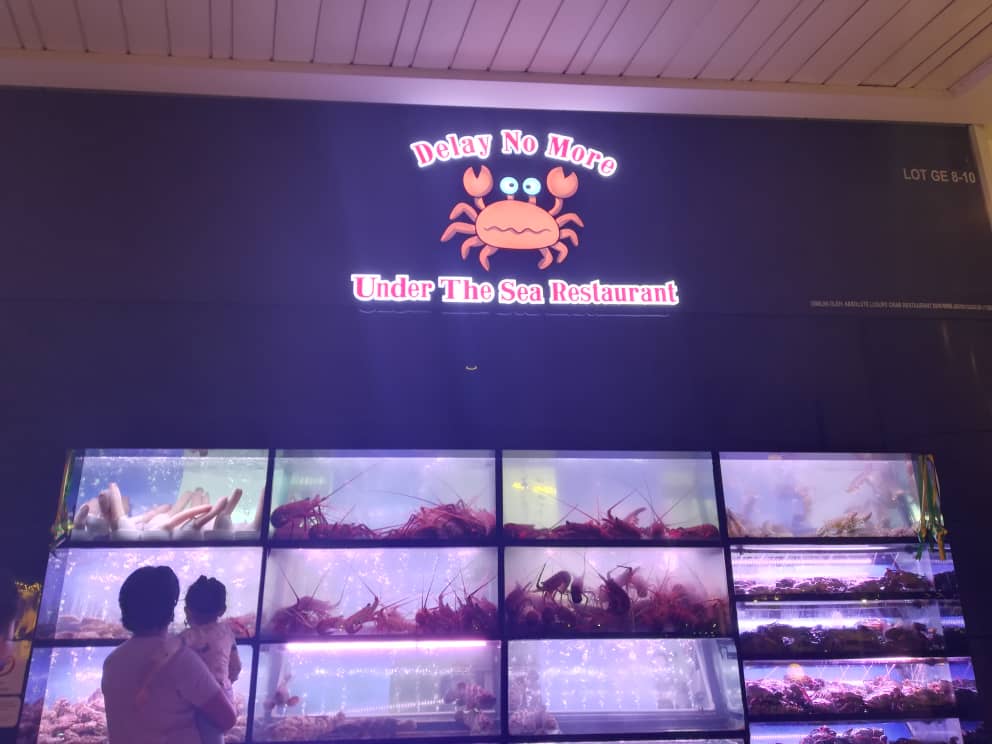 Delay No More
LOT GE 8-10
Under The Sea Restaurant